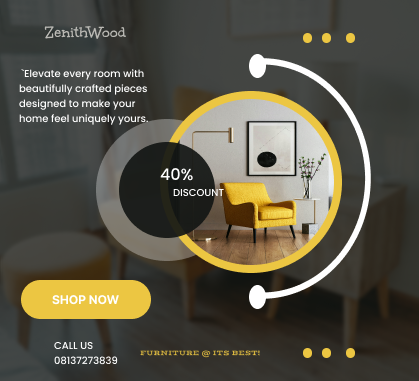 ZenithWood
`Elevate every room with
beautifully crafted pieces
designed to make your
home feel uniquely yours.
40%
DISCOUNT
SHOP NOW
CALL US
08137273839
FURNITURE @ ITS BEST!